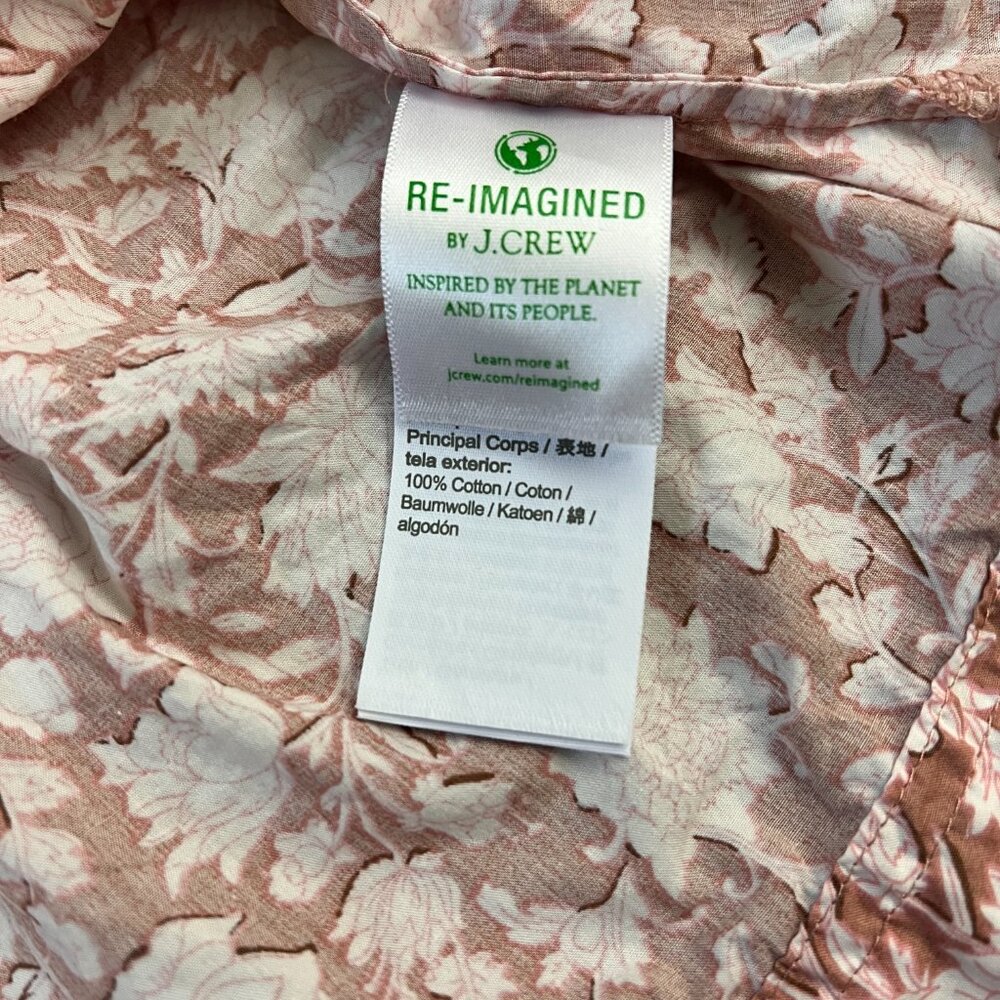 RE-IMAGINED
BY J.CREW
INSPIRED BY THE PLANET
AND ITS PEOPLE.
Learn more at
jcrew.com/reimagined
Principal Corps / 表地 /
tela exterior:
100% Cotton / Coton /
Baumwolle / Katoen / 綿 /
algodón